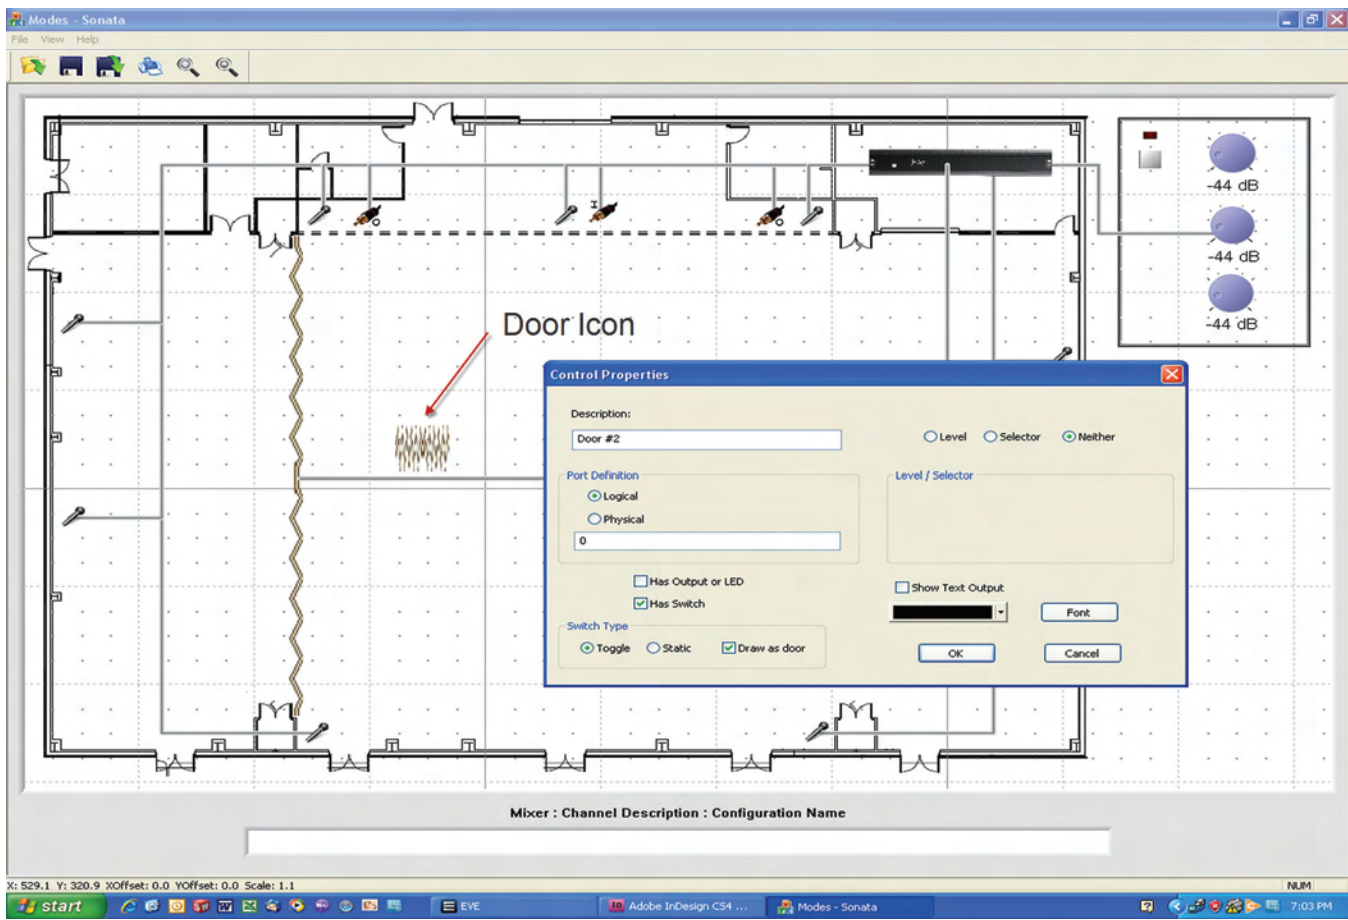 Modes - Sonata
File View Help
-44 dB
-44 dB
-44 dB
Door Icon
Control Properties
Description:
Door #2
Level Selector Neither
Port Definition
Level / Selector
Logical
Physical
0
Has Output or LED
Show Text Output
Has Switch
Font
Switch Type
Toggle Static Draw as door
OK Cancel
Mixer : Channel Description : Configuration Name
X: 529.1 Y: 320.9 XOffset: 0.0 YOffset: 0.0 Scale: 1.1
NUM
start EVE Adobe InDesign CS4 ... Modes - Sonata 7:03 PM